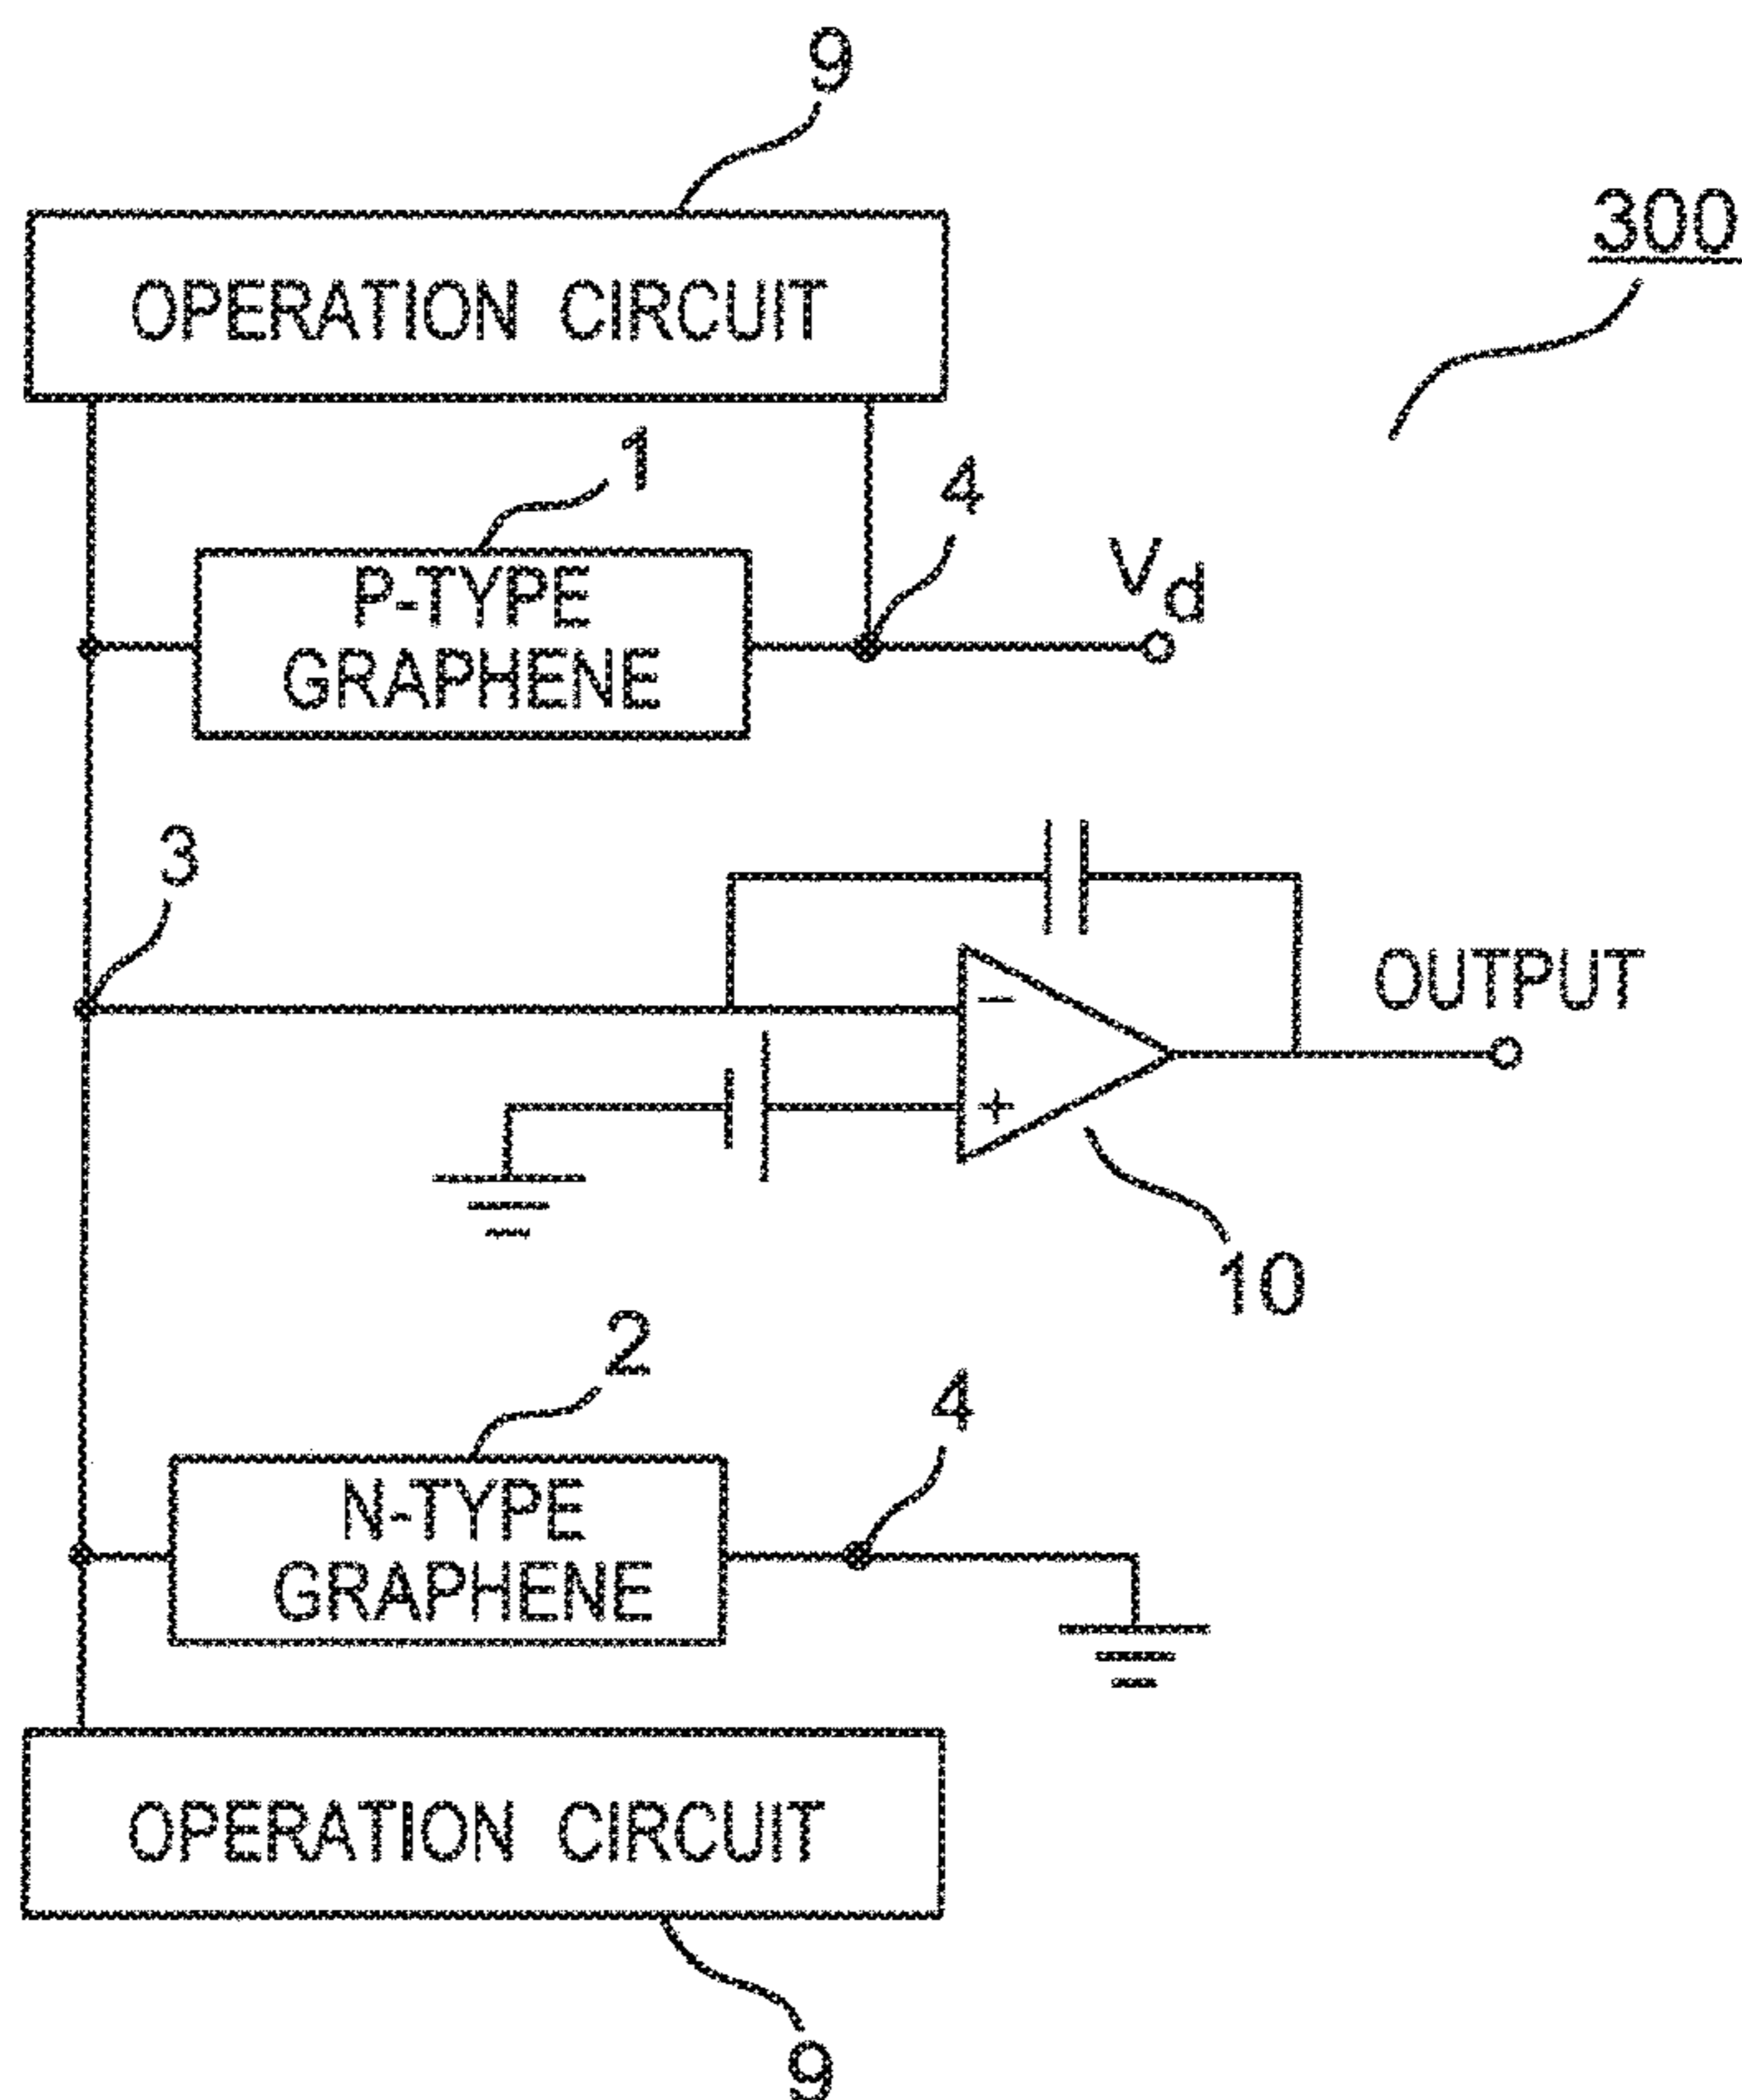 9
300
OPERATION CIRCUIT
1
4
P-TYPE
GRAPHENE
Vd
3
OUTPUT
−
+
10
2
4
N-TYPE
GRAPHENE
OPERATION CIRCUIT
9